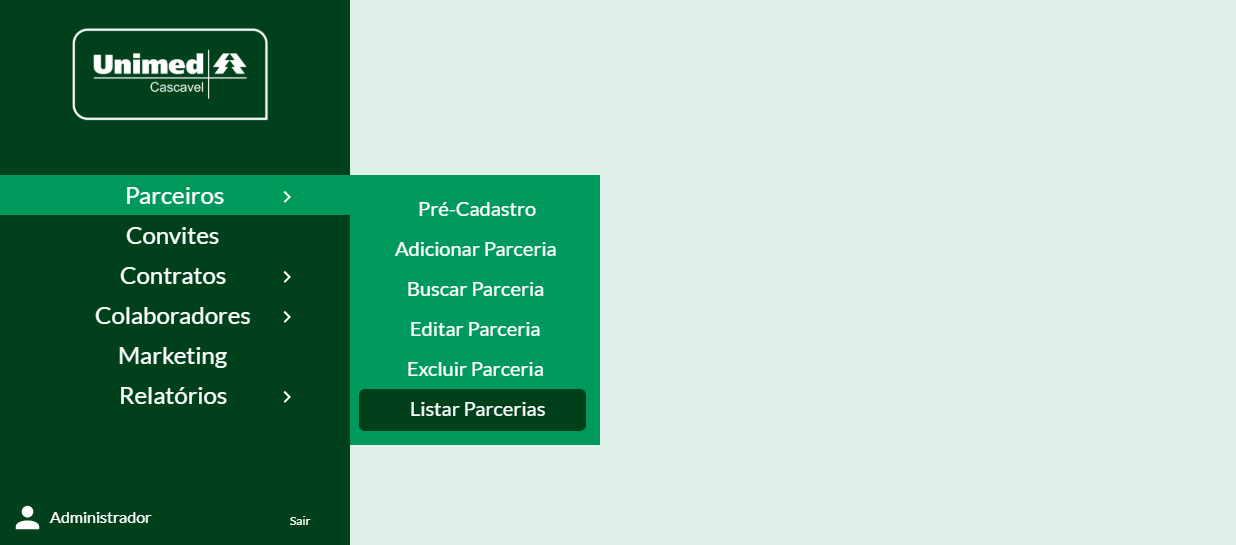 Unimed
Cascavel
Parceiros
Convites
Contratos
Colaboradores
Marketing
Relatórios
Pré-Cadastro
Adicionar Parceria
Buscar Parceria
Editar Parceria
Excluir Parceria
Listar Parcerias
Administrador
Sair